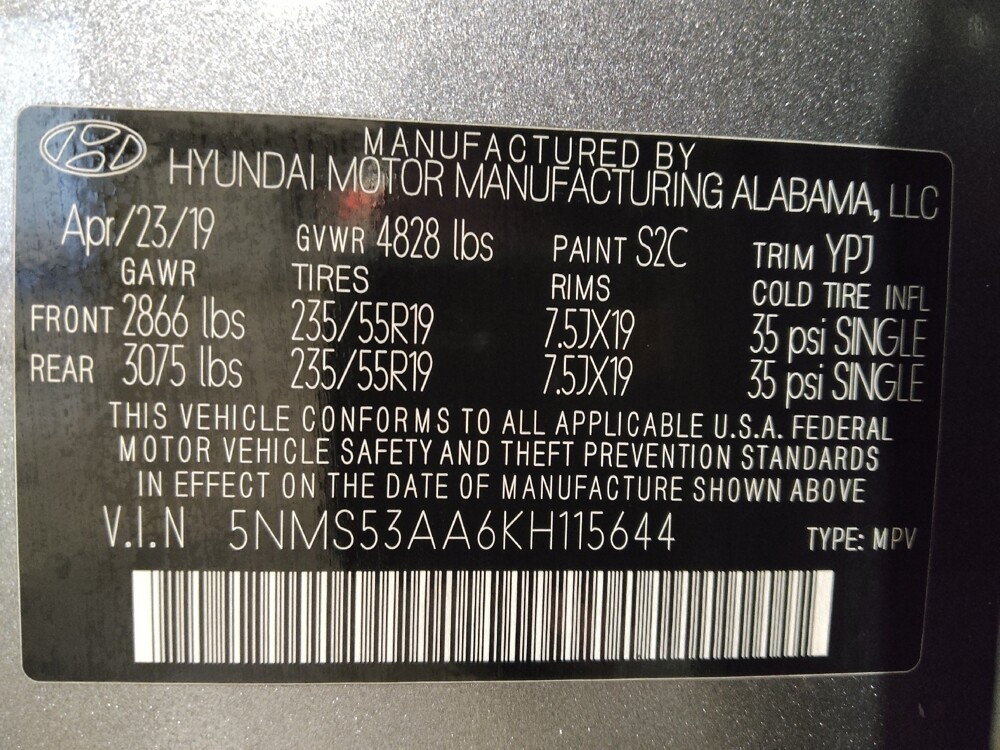 MANUFACTURED BY
HYUNDAI MOTOR MANUFACTURING ALABAMA, LLC
Apr/23/19 GVWR 4828 lbs PAINT S2C TRIM YPJ
GAWR TIRES RIMS COLD TIRE INFL
FRONT 2866 lbs 235/55R19 7.5JX19 35 psi SINGLE
REAR 3075 lbs 235/55R19 7.5JX19 35 psi SINGLE
THIS VEHICLE CONFORMS TO ALL APPLICABLE U.S.A. FEDERAL
MOTOR VEHICLE SAFETY AND THEFT PREVENTION STANDARDS
IN EFFECT ON THE DATE OF MANUFACTURE SHOWN ABOVE
V.I.N 5NMS53AA6KH115644 TYPE: MPV